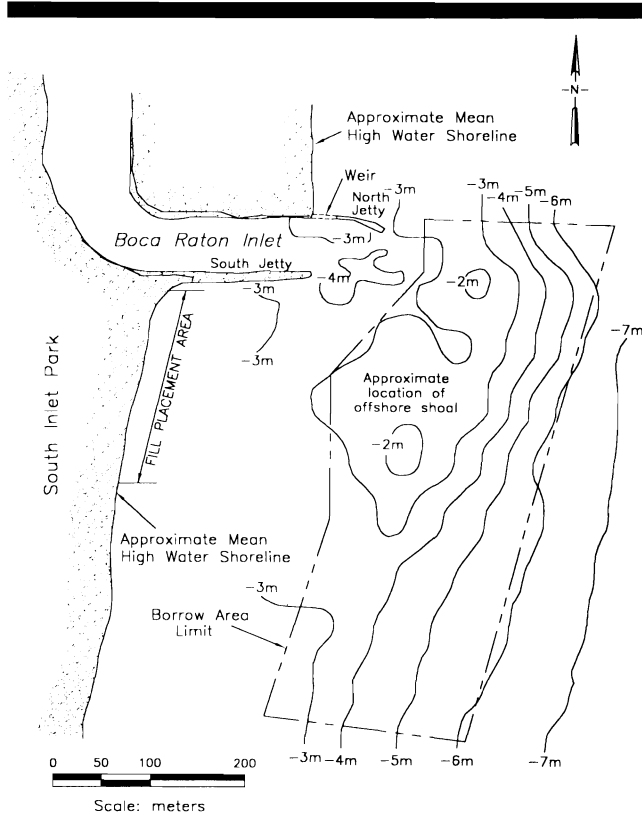 -N-
Approximate Mean
High Water Shoreline
Weir
North
Jetty
-3m
-3m
-4m
-5m
-6m
Boca Raton Inlet
-3m
South Jetty
-4m
-3m
-2m
-7m
-3m
South Inlet Park
FILL PLACEMENT AREA
Approximate
location of
offshore shoal
-2m
Approximate Mean
High Water Shoreline
-3m
Borrow Area
Limit
-3m
-4m
-5m
-6m
-7m
0 50 100 200
Scale: meters